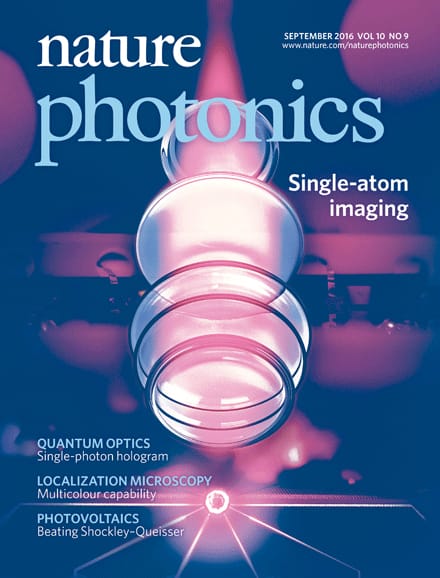 nature
photonics
SEPTEMBER 2016 VOL 10 NO 9
www.nature.com/naturephotonics
Single-atom
imaging
QUANTUM OPTICS
Single-photon hologram
LOCALIZATION MICROSCOPY
Multicolour capability
PHOTOVOLTAICS
Beating Shockley–Queisser